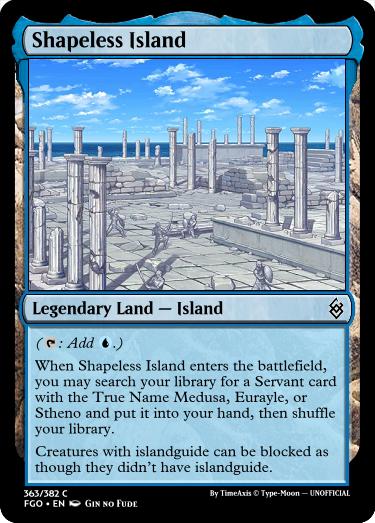 Shapeless Island
Legendary Land — Island
( : Add .)
When Shapeless Island enters the battlefield,
you may search your library for a Servant card
with the True Name Medusa, Eurayle, or
Stheno and put it into your hand, then shuffle
your library.
Creatures with islandguide can be blocked as
though they didn't have islandguide.
363/382 C
FGO • EN Gin no Fude
By TimeAxis © Type-Moon — UNOFFICIAL